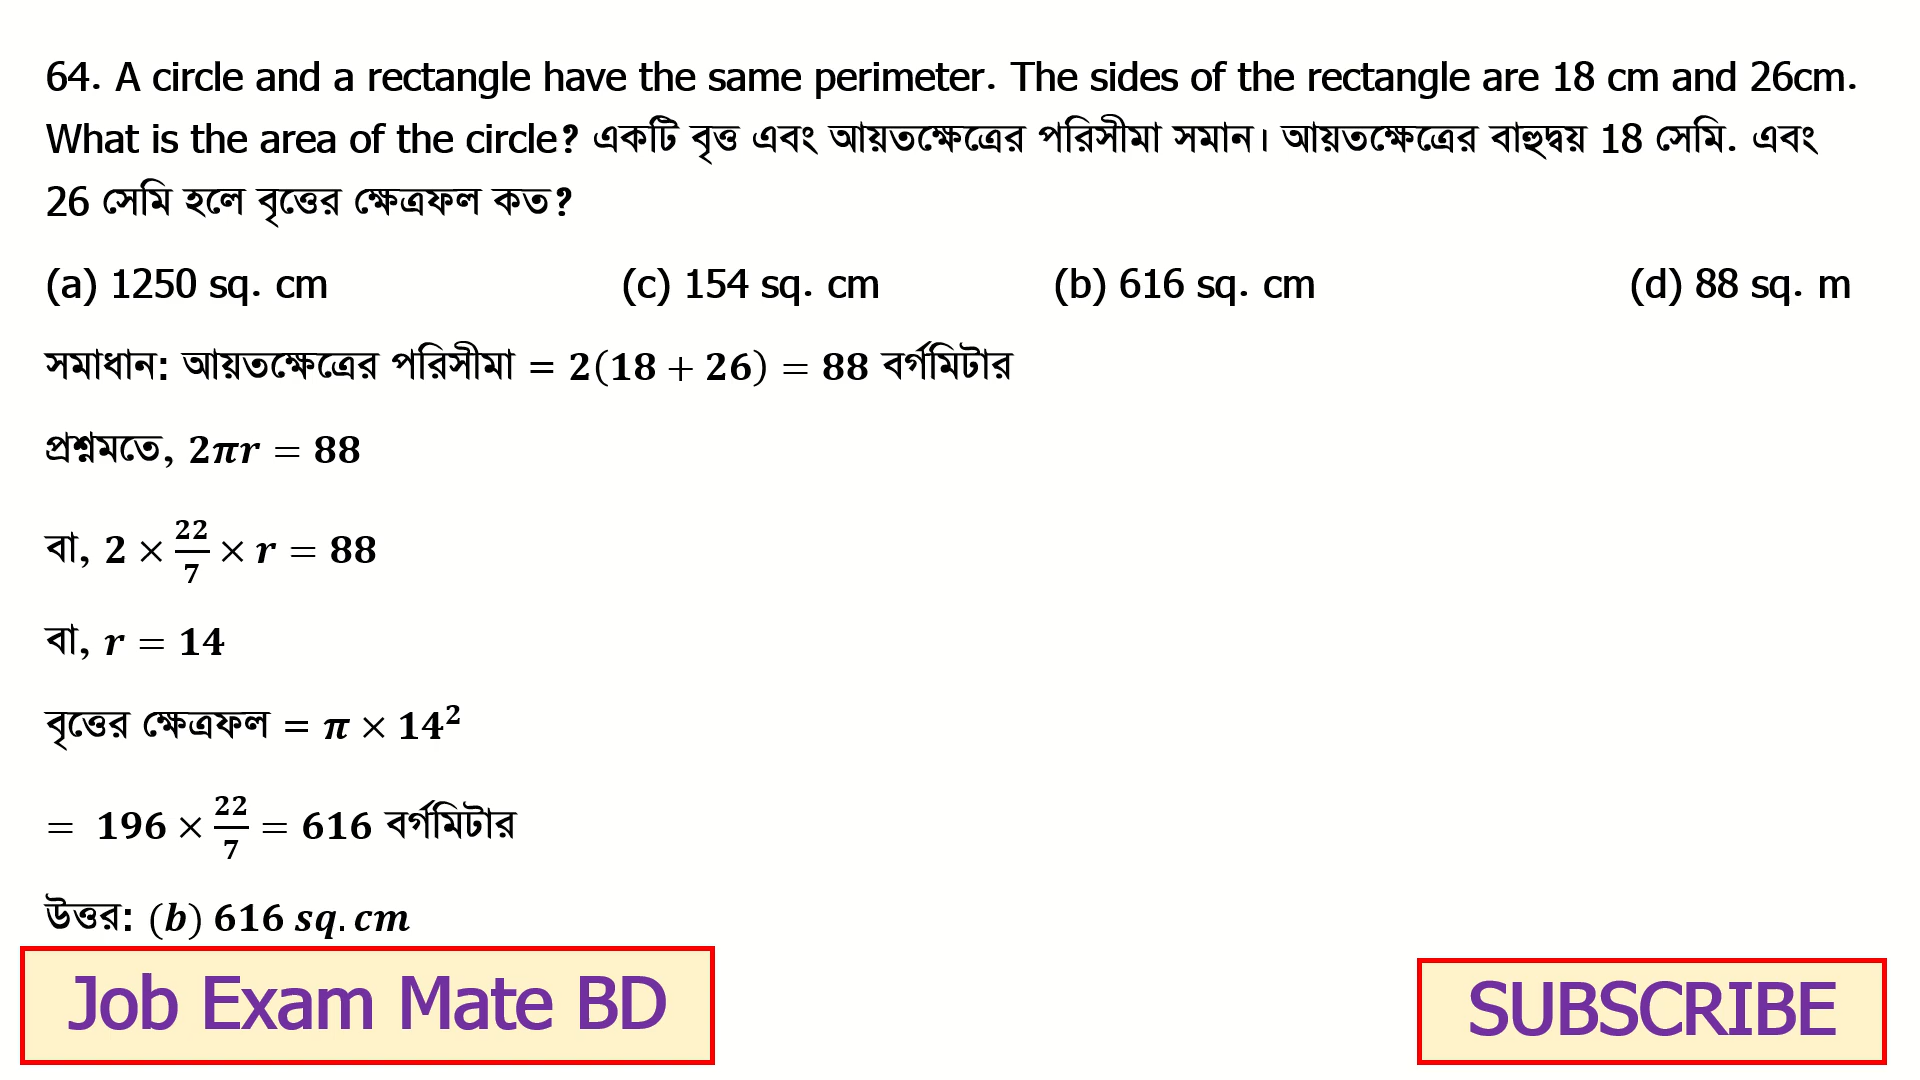 64. A circle and a rectangle have the same perimeter. The sides of the rectangle are 18 cm and 26cm.
What is the area of the circle? একটি বৃত্ত এবং আয়তক্ষেত্রের পরিসীমা সমান। আয়তক্ষেত্রের বাহুদ্বয় 18 সেমি. এবং
26 সেমি হলে বৃত্তের ক্ষেত্রফল কত?
(a) 1250 sq. cm (c) 154 sq. cm (b) 616 sq. cm (d) 88 sq. m
সমাধান: আয়তক্ষেত্রের পরিসীমা = 2(18 + 26) = 88 বর্গমিটার
প্রশ্নমতে, 2πr = 88
বা, 2 × 22/7 × r = 88
বা, r = 14
বৃত্তের ক্ষেত্রফল = π × 14²
= 196 × 22/7 = 616 বর্গমিটার
উত্তর: (b) 616 sq. cm
Job Exam Mate BD
SUBSCRIBE